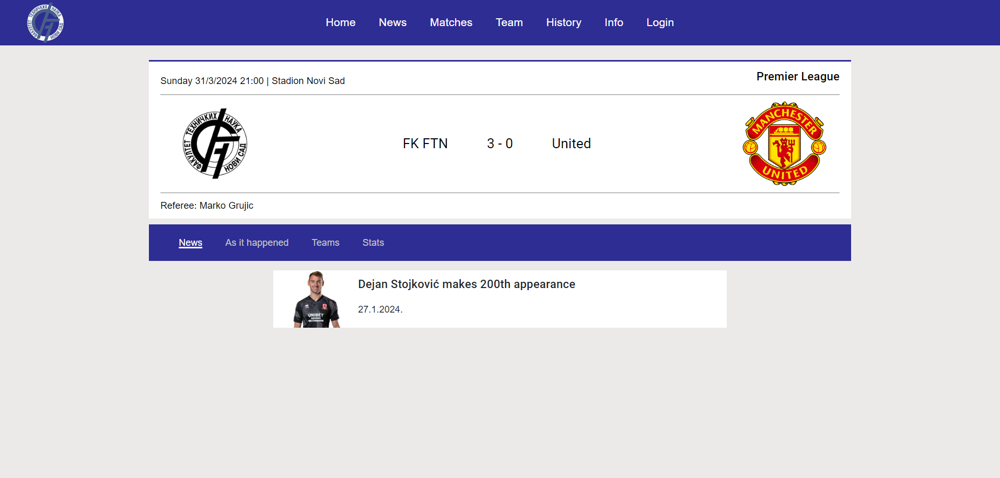 ФАКУЛТЕТ ТЕХНИЧКИХ НАУКА НОВИ САД
Home
News
Matches
Team
History
Info
Login
Sunday 31/3/2024 21:00 | Stadion Novi Sad
Premier League
ФАКУЛТЕТ ТЕХНИЧКИХ НАУКА НОВИ САД
FK FTN
3 - 0
United
MANCHESTER
UNITED
Referee: Marko Grujic
News
As it happened
Teams
Stats
UNIBET
Dejan Stojković makes 200th appearance
27.1.2024.